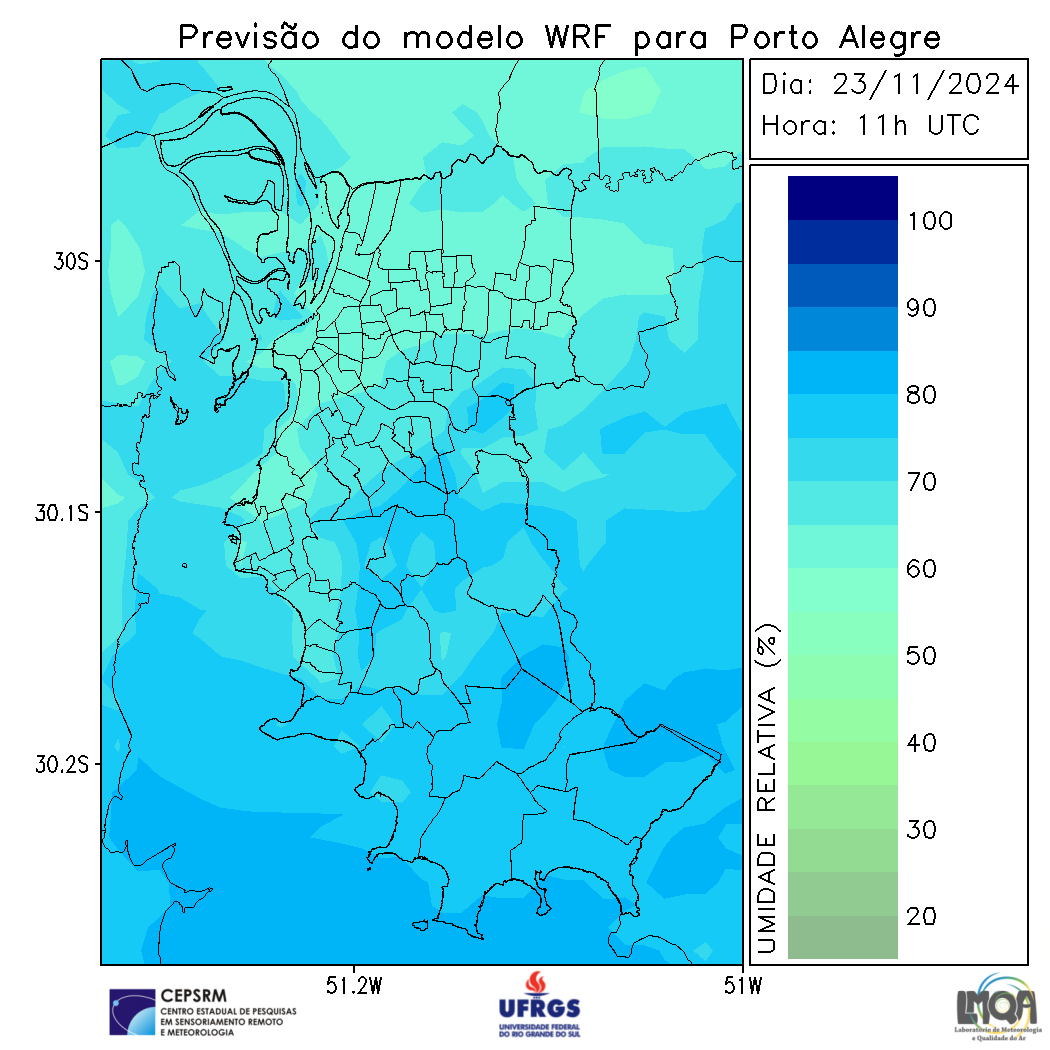 Previsão do modelo WRF para Porto Alegre
Dia: 23/11/2024
Hora: 11h UTC
30S
30.1S
30.2S
51.2W
51W
UMIDADE RELATIVA (%)
100
90
80
70
60
50
40
30
20
CEPSRM
CENTRO ESTADUAL DE PESQUISAS
EM SENSORIAMENTO REMOTO
E METEOROLOGIA
UFRGS
UNIVERSIDADE FEDERAL
DO RIO GRANDE DO SUL
LMQA
Laboratório de Meteorologia
e Qualidade do Ar